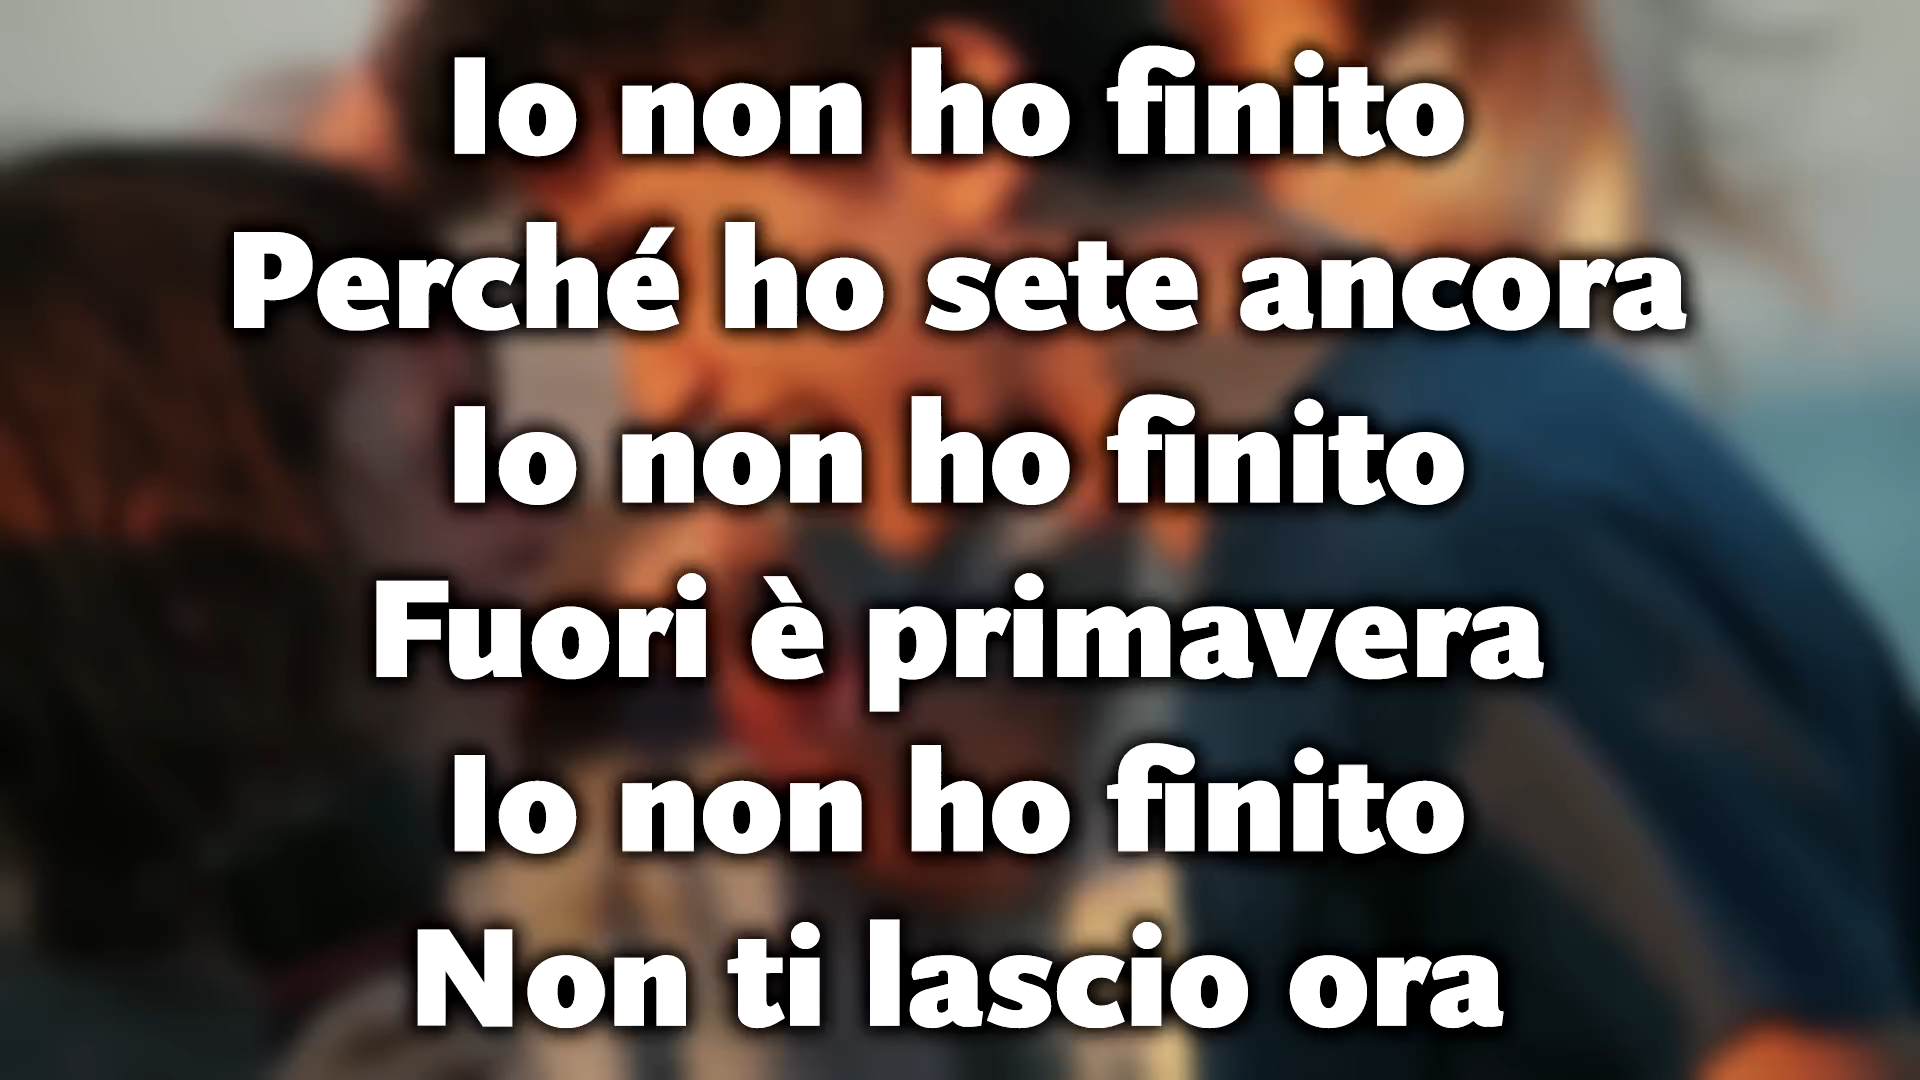 Io non ho finito
Perché ho sete ancora
Io non ho finito
Fuori è primavera
Io non ho finito
Non ti lascio ora